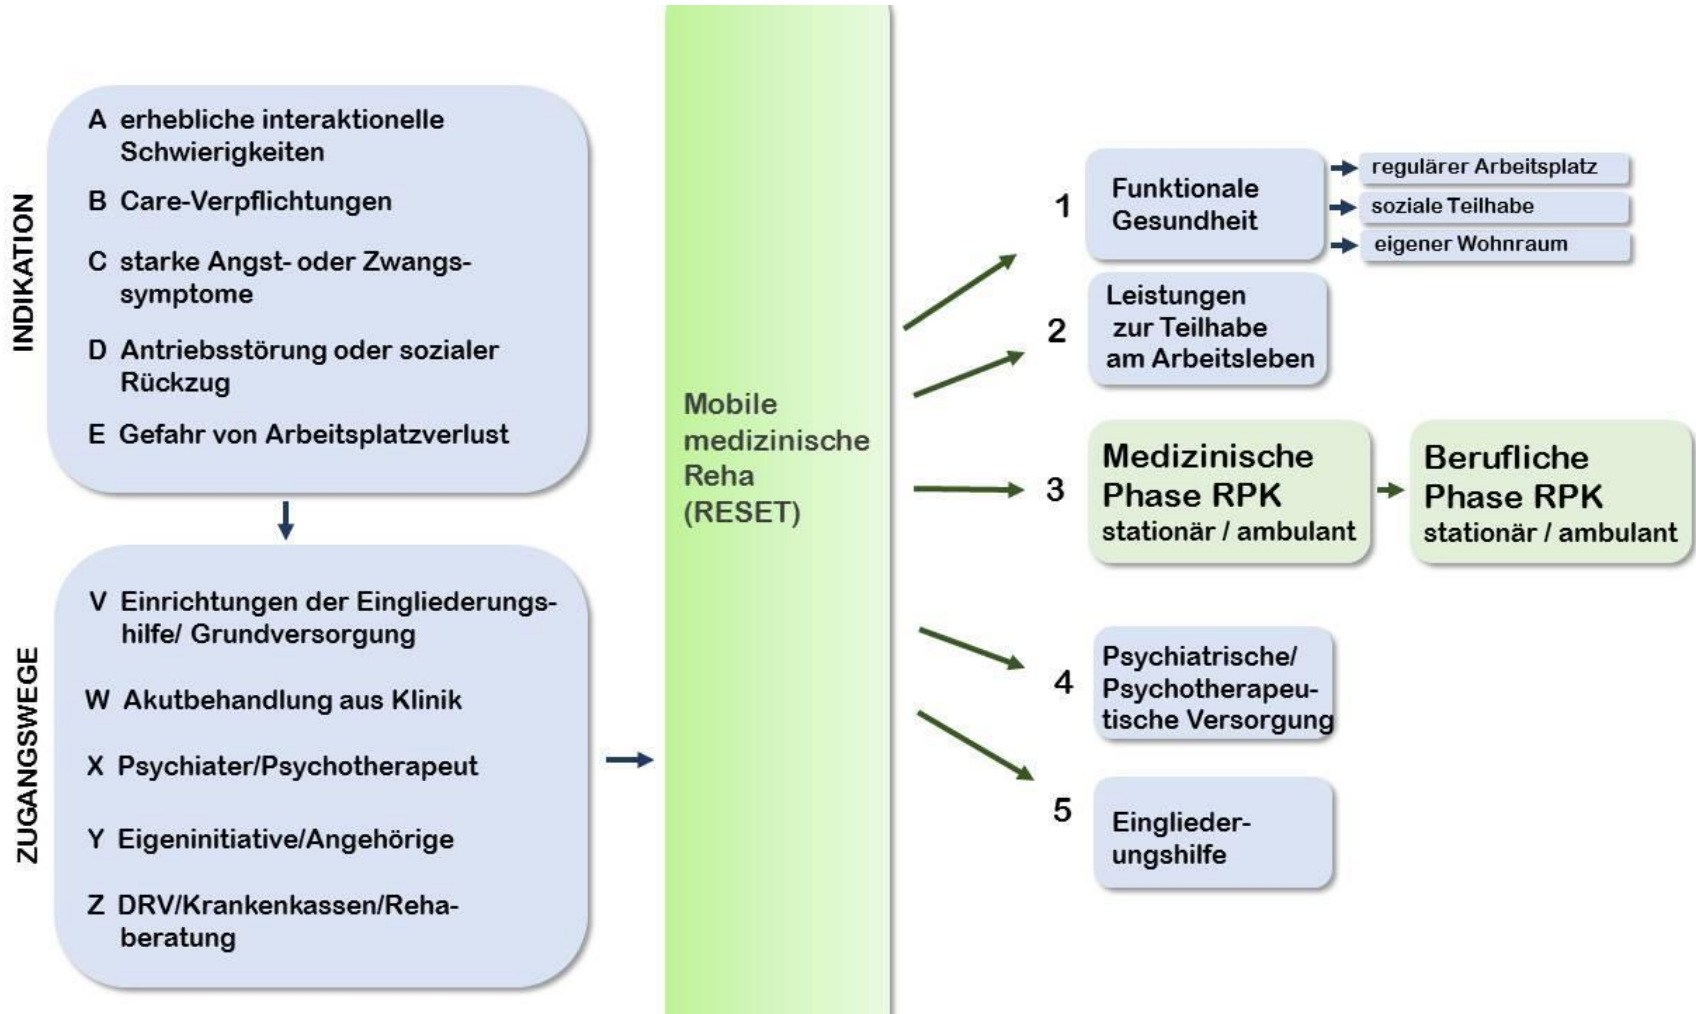 INDIKATION
A erhebliche interaktionelle
Schwierigkeiten
B Care-Verpflichtungen
C starke Angst- oder Zwangs-
symptome
D Antriebsstörung oder sozialer
Rückzug
E Gefahr von Arbeitsplatzverlust
ZUGANGSWEGE
V Einrichtungen der Eingliederungs-
hilfe/ Grundversorgung
W Akutbehandlung aus Klinik
X Psychiater/Psychotherapeut
Y Eigeninitiative/Angehörige
Z DRV/Krankenkassen/Reha-
beratung
Mobile
medizinische
Reha
(RESET)
1
Funktionale
Gesundheit
regulärer Arbeitsplatz
soziale Teilhabe
eigener Wohnraum
2
Leistungen
zur Teilhabe
am Arbeitsleben
3
Medizinische
Phase RPK
stationär / ambulant
Berufliche
Phase RPK
stationär / ambulant
4
Psychiatrische/
Psychotherapeu-
tische Versorgung
5
Einglieder-
ungshilfe